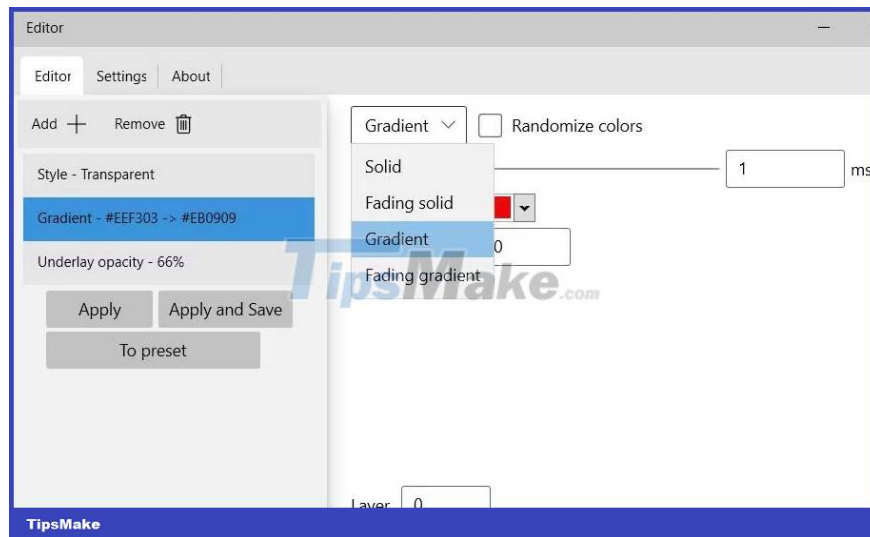 Editor
Editor Settings About
Add Remove
Style - Transparent
Gradient - #EEF303 -> #EB0909
Underlay opacity - 66%
Apply Apply and Save
To preset
Gradient Randomize colors
Solid
1 ms
Fading solid
Gradient
0
Fading gradient
TipsMake.com
Layer 0
TipsMake